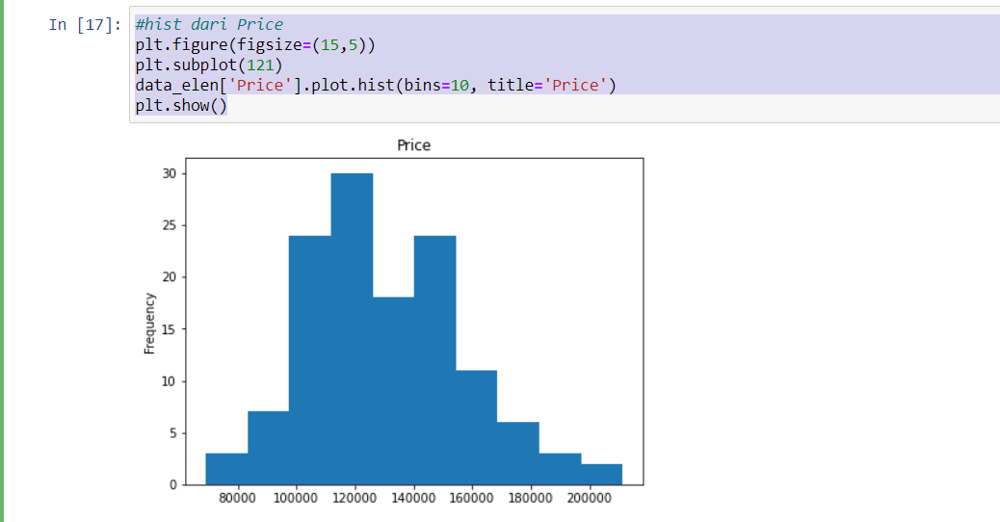 In [17]: #hist dari Price
plt.figure(figsize=(15,5))
plt.subplot(121)
data_elen['Price'].plot.hist(bins=10, title='Price')
plt.show()
Price
30
25
20
15
10
5
0
Frequency
80000 100000 120000 140000 160000 180000 200000